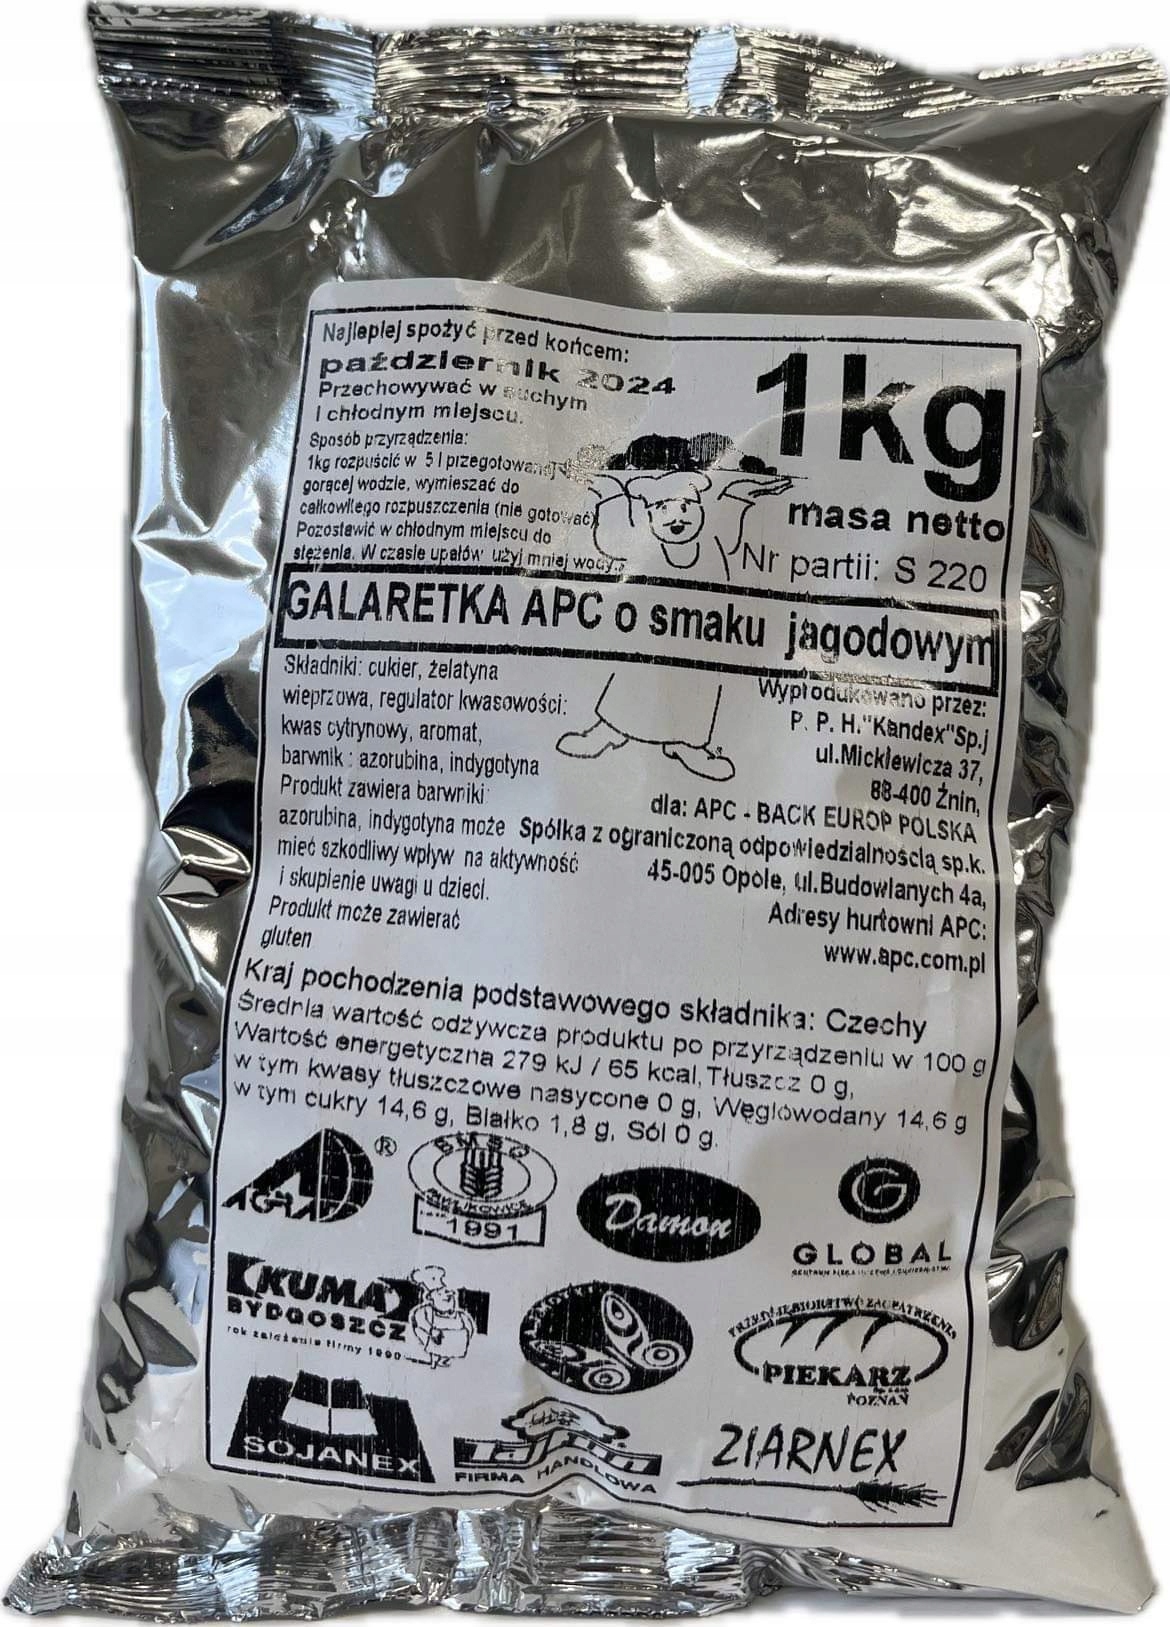 Najlepiej spożyć przed końcem:
październik 2024
Przechowywać w suchym
i chłodnym miejscu.
Sposób przyrządzenia:
1kg rozpuścić w 5 l przegotowanej
gorącej wodzie, wymieszać do
całkowitego rozpuszczenia (nie gotować)
Pozostawić w chłodnym miejscu do
stężenia. W czasie upałów użyj mniej wody.
1kg
masa netto
Nr partii: S 220
GALARETKA APC o smaku jagodowym
Składniki: cukier, żelatyna
wieprzowa, regulator kwasowości:
kwas cytrynowy, aromat,
barwnik : azorubina, indygotyna
Produkt zawiera barwniki
azorubina, indygotyna może
mieć szkodliwy wpływ na aktywność
i skupienie uwagi u dzieci.
Produkt może zawierać
gluten
Wyprodukowano przez:
P. P. H."Kandex"Sp.j
ul.Mickiewicza 37,
88-400 Żnin,
dla: APC - BACK EUROP POLSKA
Spółka z ograniczoną odpowiedzialnością sp.k.
45-005 Opole, ul.Budowlanych 4a,
Adresy hurtowni APC:
www.apc.com.pl
Kraj pochodzenia podstawowego składnika: Czechy
Średnia wartość odżywcza produktu po przyrządzeniu w 100 g
Wartość energetyczna 279 kJ / 65 kcal, Tłuszcz 0 g,
w tym kwasy tłuszczowe nasycone 0 g, Węglowodany 14,6 g
w tym cukry 14,6 g, Białko 1,8 g, Sól 0 g.
®
1991
Damon
G
GLOBAL
KUMA
BYDGOSZCZ
rok założenia firmy 1990
PRZEDSIĘBIORSTWO ZAOPATRZENIA
PIEKARZ
POZNAŃ
SOJANEX
FIRMA HANDLOWA
ZIARNEX